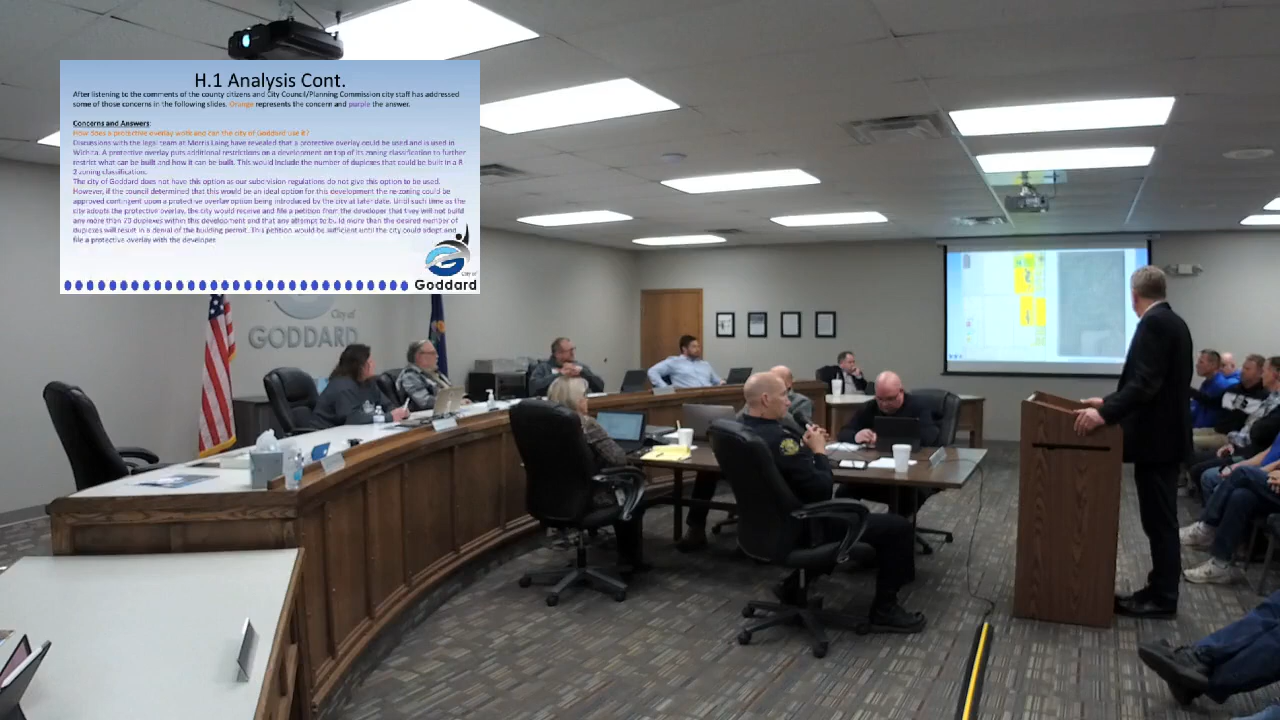 H.1 Analysis Cont.
After listening to the comments of the county citizens and City Council/Planning Commission city staff has addressed
some of those concerns in the following slides. Orange represents the concern and purple the answer.
Concerns and Answers:
How does a protective overlay work and can the city of Goddard use it?
Discussions with the legal team at Morris Laing have revealed that a protective overlay could be used and is used in
Wichita. A protective overlay puts additional restrictions on a development on top of its zoning classification to further
restrict what can be built and how it can be built. This would include the number of duplexes that could be built in a R-
2 zoning classification.
The city of Goddard does not have this option as our subdivision regulations do not give this option to be used.
However, if the council determined that this would be an ideal option for this development the re-zoning could be
approved contingent upon a protective overlay option being introduced by the city at later date. Until such time as the
city adopts the protective overlay, the city would receive and file a petition from the developer that they will not build
any more than 70 duplexes within this development and that any attempt to build more than the desired number of
duplexes will result in a denial of the building permit. This petition would be sufficient until the city could adopt and
file a protective overlay with the developer.
City of
Goddard
City of
GODDARD